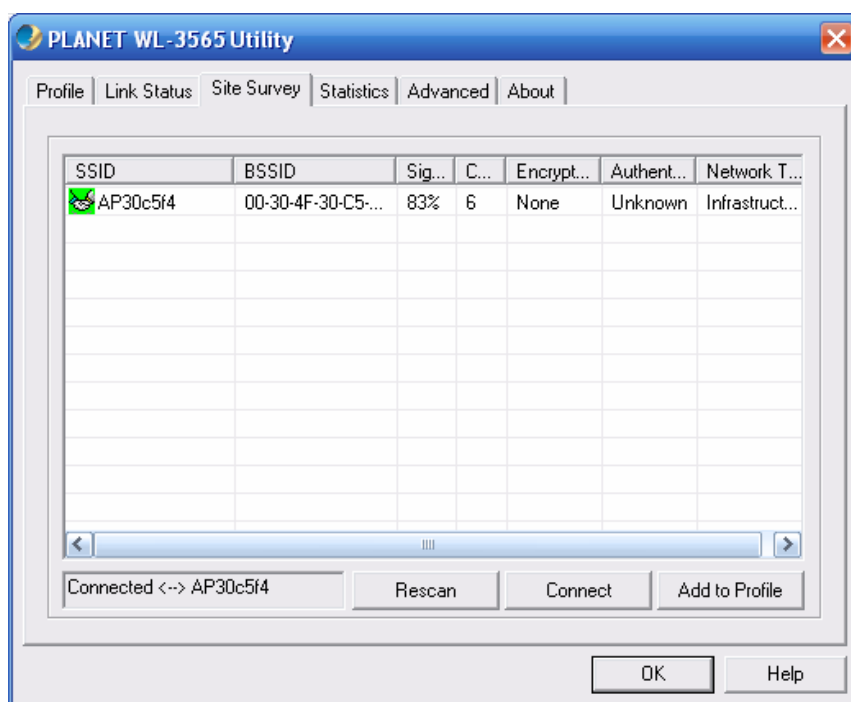 PLANET WL-3565 Utility
Profile Link Status Site Survey Statistics Advanced About
SSID BSSID Sig... C... Encrypt... Authent... Network T...
AP30c5f4 00-30-4F-30-C5-... 83% 6 None Unknown Infrastruct...
Connected <--> AP30c5f4 Rescan Connect Add to Profile
OK Help